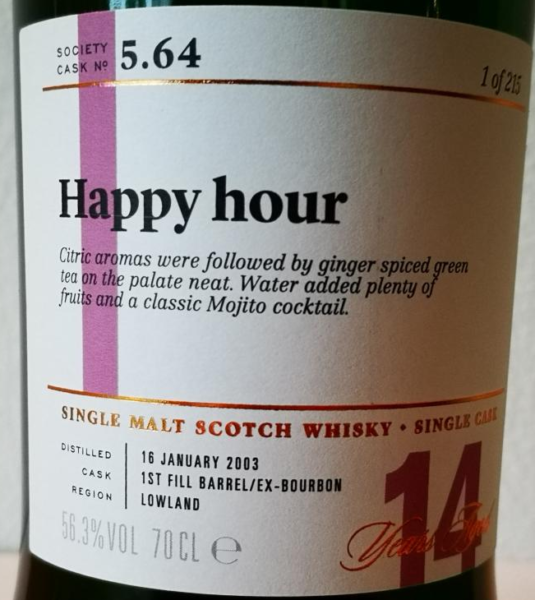 SOCIETY
CASK Nº 5.64
1 of 215
Happy hour
Citric aromas were followed by ginger spiced green
tea on the palate neat. Water added plenty of
fruits and a classic Mojito cocktail.
SINGLE MALT SCOTCH WHISKY • SINGLE CASK
DISTILLED 16 JANUARY 2003
CASK 1ST FILL BARREL/EX-BOURBON
REGION LOWLAND
14
Years Aged
56.3%VOL 70CL ℮